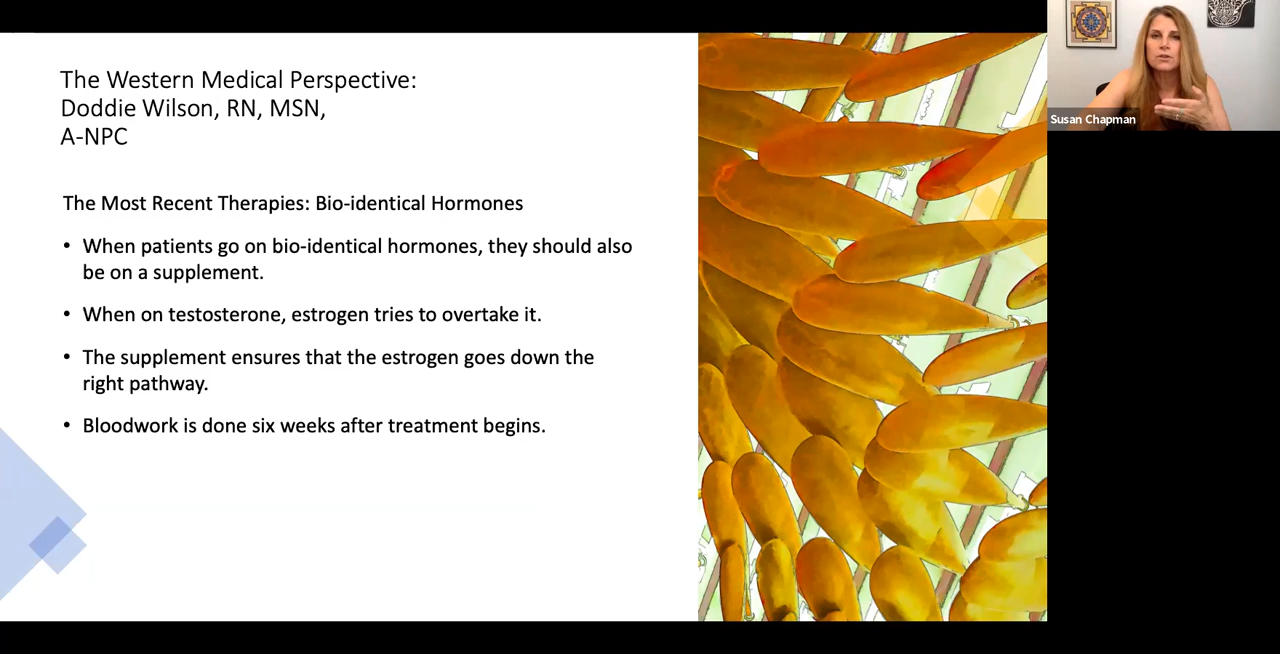 The Western Medical Perspective:
Doddie Wilson, RN, MSN,
A-NPC
The Most Recent Therapies: Bio-identical Hormones
• When patients go on bio-identical hormones, they should also
be on a supplement.
• When on testosterone, estrogen tries to overtake it.
• The supplement ensures that the estrogen goes down the
right pathway.
• Bloodwork is done six weeks after treatment begins.
Susan Chapman